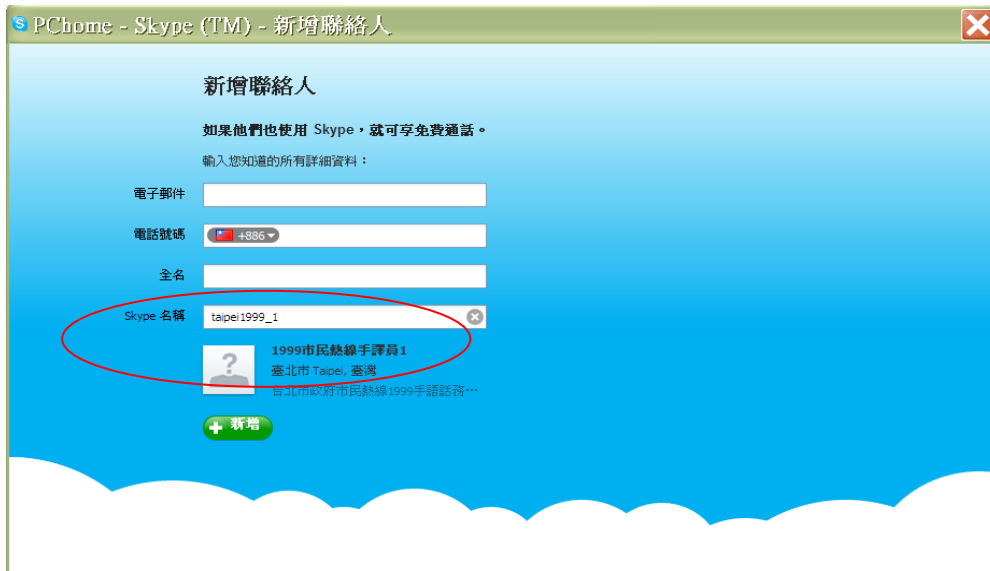 PChome - Skype (TM) - 新增聯絡人
新增聯絡人
如果他們也使用 Skype，就可享免費通話。
輸入您知道的所有詳細資料：
電子郵件
電話號碼 +886
全名
Skype 名稱 taipei1999_1
1999市民熱線手譯員1
臺北市 Taipei, 臺灣
台北市政府市民熱線1999手語話務…
新增